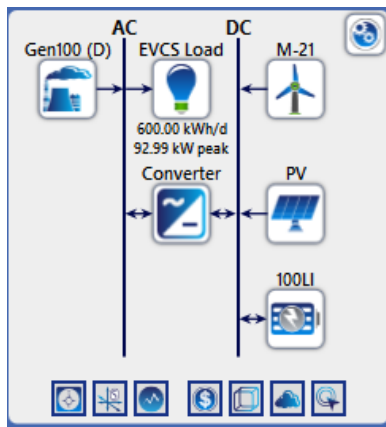 AC DC
Gen100 (D) EVCS Load M-21
600.00 kWh/d
92.99 kW peak
Converter PV
100LI